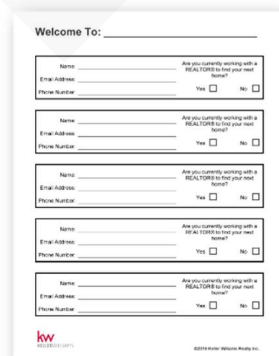 Welcome To:
Name
Email Address
Phone Number
Are you currently working with a
REALTOR® to find your next
home?
Yes
No
Name
Email Address
Phone Number
Are you currently working with a
REALTOR® to find your next
home?
Yes
No
Name
Email Address
Phone Number
Are you currently working with a
REALTOR® to find your next
home?
Yes
No
Name
Email Address
Phone Number
Are you currently working with a
REALTOR® to find your next
home?
Yes
No
Name
Email Address
Phone Number
Are you currently working with a
REALTOR® to find your next
home?
Yes
No
kw
Keller Williams Realty Inc.